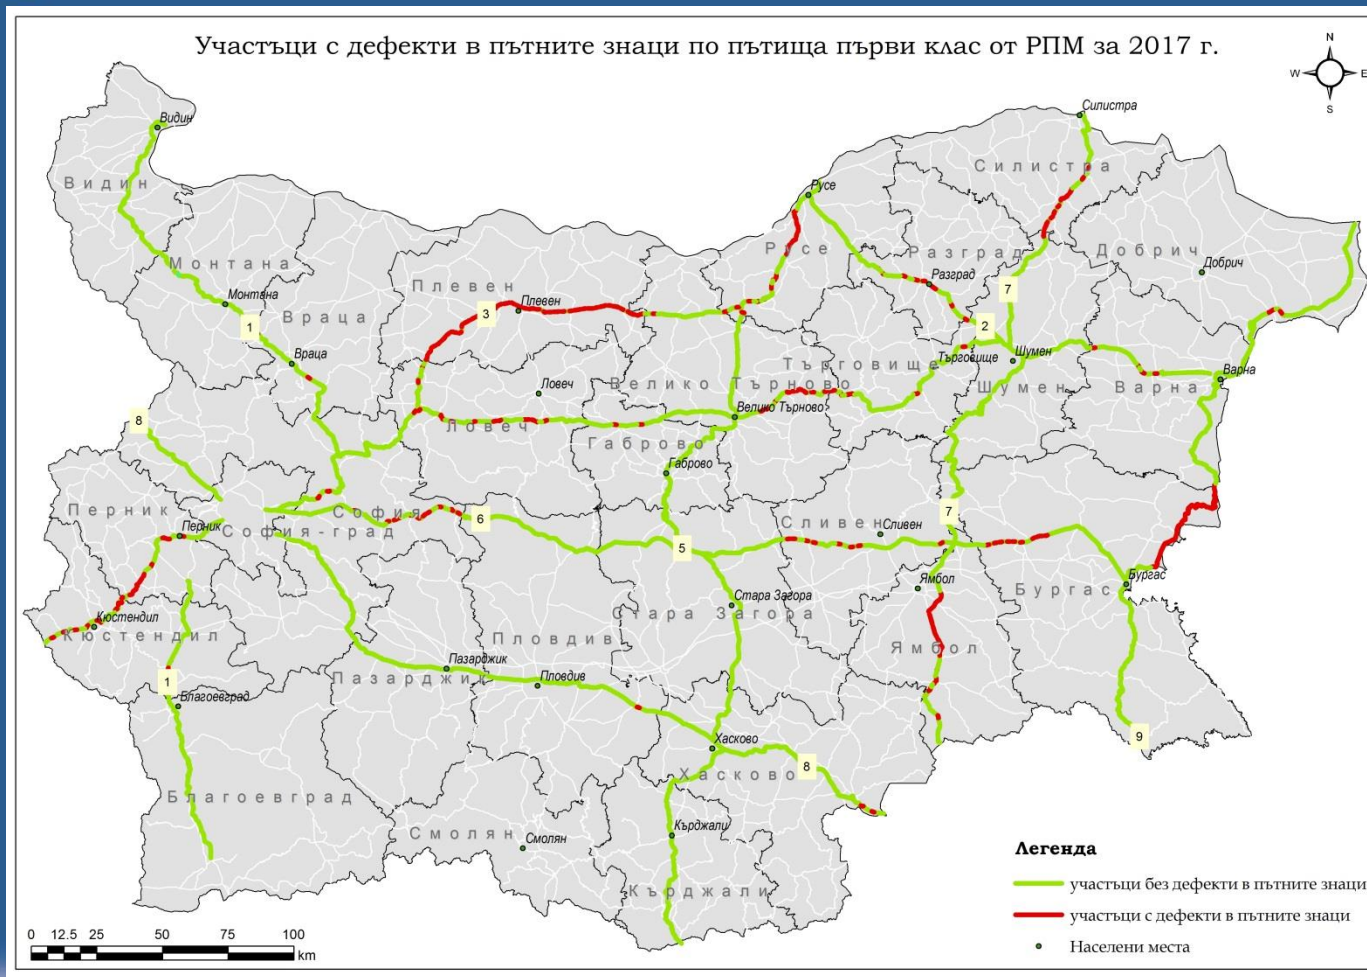 Участъци с дефекти в пътните знаци по пътища първи клас от РПМ за 2017 г.
N
W E
S
Силистра
Видин
Силистра
Видин
Русе
Русе
Разград
Добрич
Монтана
Плевен
Разград
Добрич
7
Монтана
Плевен
3
1
Враца
2
Враца
Търговище
Търговище
Шумен
Ловеч
Велико Търново
Шумен
Варна
Варна
8
Ловеч
Велико Търново
Габрово
Габрово
Перник
София
6
Сливен
Сливен
7
Перник
София-град
5
Ямбол
Бургас
Бургас
Кюстендил
Стара Загора
Стара Загора
Кюстендил
Пловдив
Ямбол
Пазарджик
Пазарджик
1
Пловдив
Благоевград
Хасково
9
Хасково
8
Благоевград
Смолян
Смолян
Кърджали
Кърджали
Легенда
участъци без дефекти в пътните знаци
участъци с дефекти в пътните знаци
Населени места
0 12.5 25 50 75 100
km